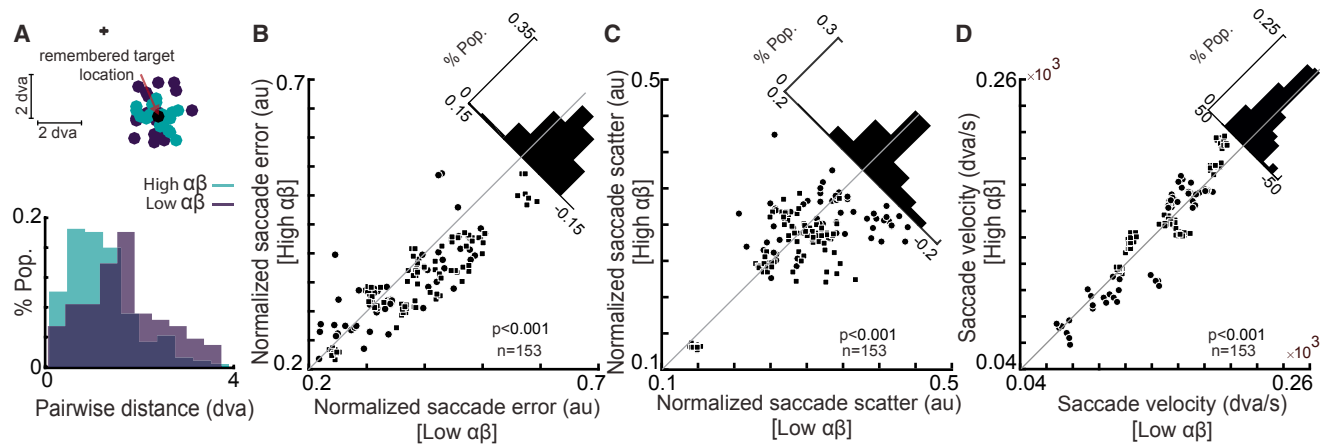 A
remembered target
location
2 dva
2 dva
High αβ
Low αβ
0.2
% Pop.
0
0
4
Pairwise distance (dva)
B
0.35
% Pop.
0
0.15
-0.15
0.7
Normalized saccade error (au)
[High αβ]
p<0.001
n=153
0.2
0.2
0.7
Normalized saccade error (au)
[Low αβ]
C
0.3
% Pop.
0
0.2
-0.2
0.5
Normalized saccade scatter (au)
[High αβ]
p<0.001
n=153
0.1
0.1
0.5
Normalized saccade scatter (au)
[Low αβ]
D
0.25
% Pop.
0
50
-50
0.26
×10³
Saccade velocity (dva/s)
[High αβ]
p<0.001
n=153
×10³
0.04
0.04
0.26
Saccade velocity (dva/s)
[Low αβ]